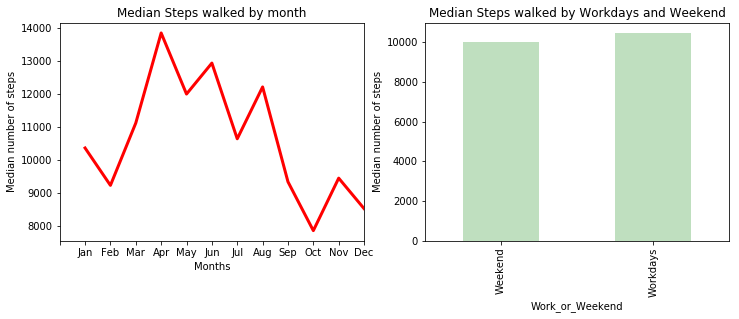 Median Steps walked by month
Median number of steps
14000
13000
12000
11000
10000
9000
8000
Jan Feb Mar Apr May Jun Jul Aug Sep Oct Nov Dec
Months
Median Steps walked by Workdays and Weekend
Median number of steps
10000
8000
6000
4000
2000
0
Weekend
Workdays
Work_or_Weekend